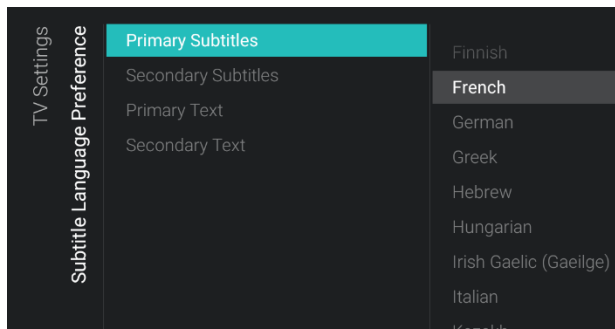 TV Settings
Subtitle Language Preference
Primary Subtitles
Secondary Subtitles
Primary Text
Secondary Text
Finnish
French
German
Greek
Hebrew
Hungarian
Irish Gaelic (Gaeilge)
Italian